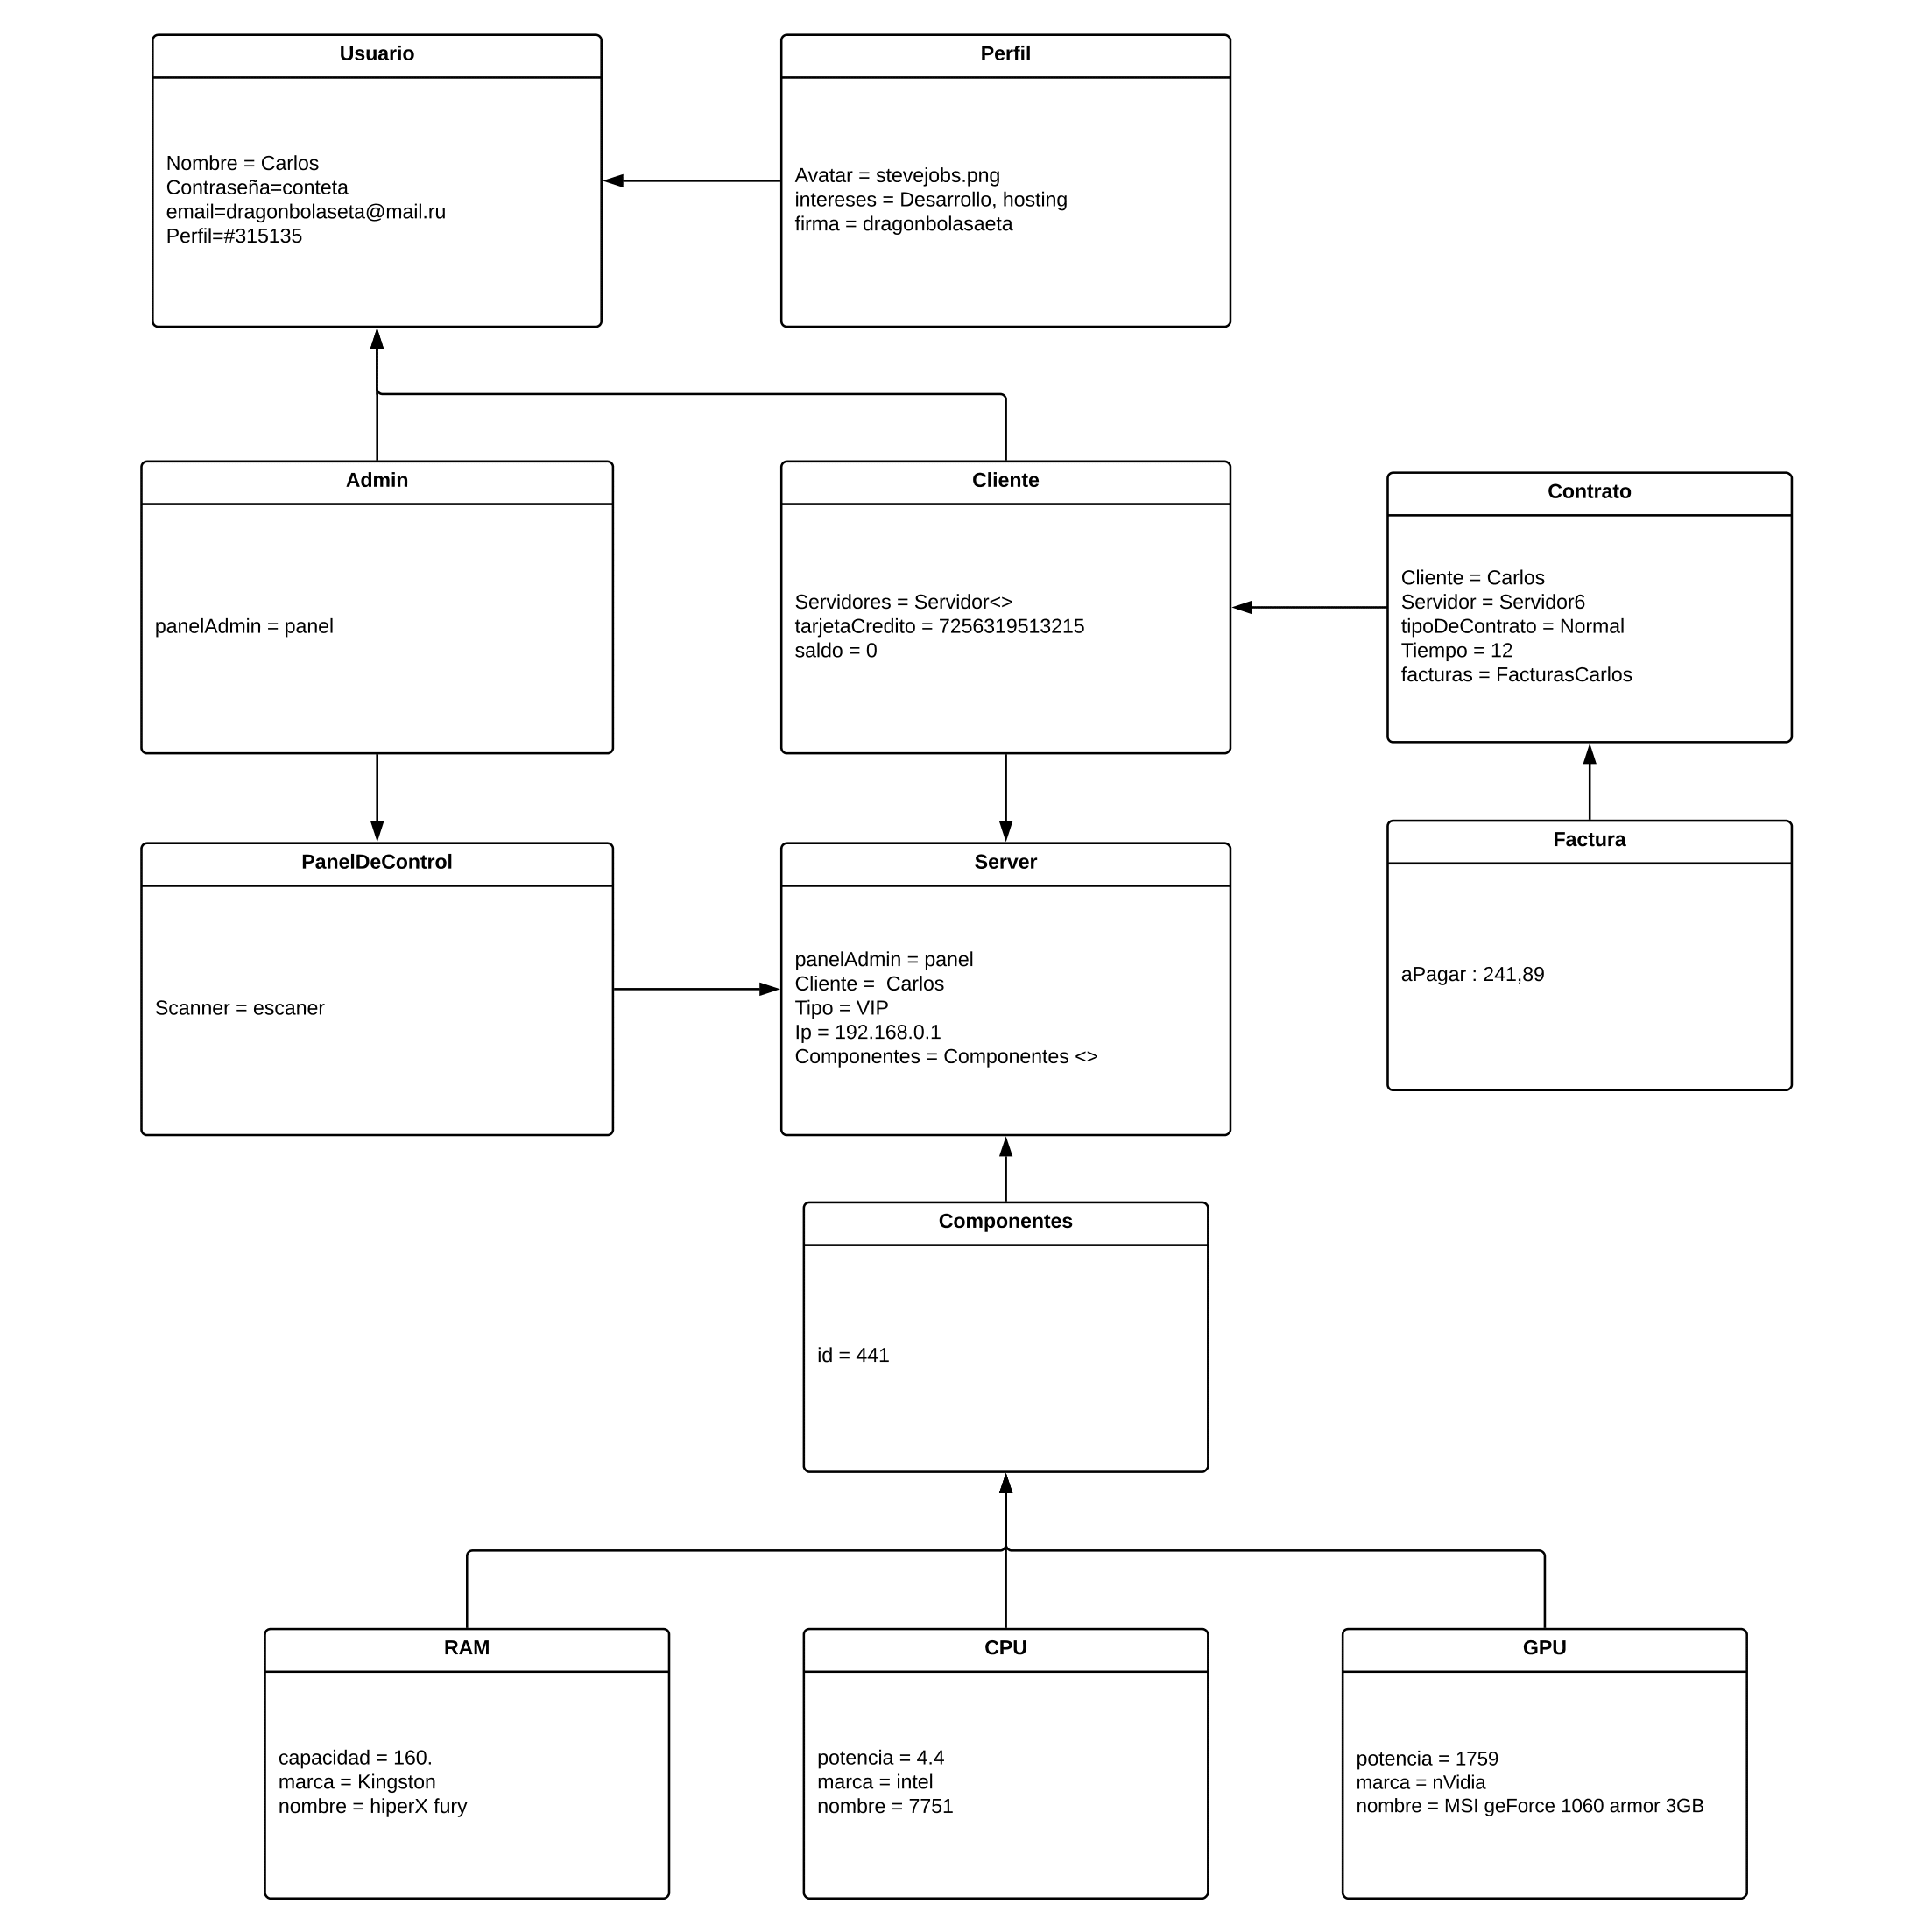 Usuario
Nombre = Carlos
Contraseña=conteta
email=dragonbolaseta@mail.ru
Perfil=#315135
Perfil
Avatar = stevejobs.png
intereses = Desarrollo, hosting
firma = dragonbolasaeta
Admin
panelAdmin = panel
Cliente
Servidores = Servidor<>
tarjetaCredito = 7256319513215
saldo = 0
Contrato
Cliente = Carlos
Servidor = Servidor6
tipoDeContrato = Normal
Tiempo = 12
facturas = FacturasCarlos
PanelDeControl
Scanner = escaner
Server
panelAdmin = panel
Cliente =  Carlos
Tipo = VIP
Ip = 192.168.0.1
Componentes = Componentes <>
Factura
aPagar : 241,89
Componentes
id = 441
RAM
capacidad = 160.
marca = Kingston
nombre = hiperX fury
CPU
potencia = 4.4
marca = intel
nombre = 7751
GPU
potencia = 1759
marca = nVidia
nombre = MSI geForce 1060 armor 3GB